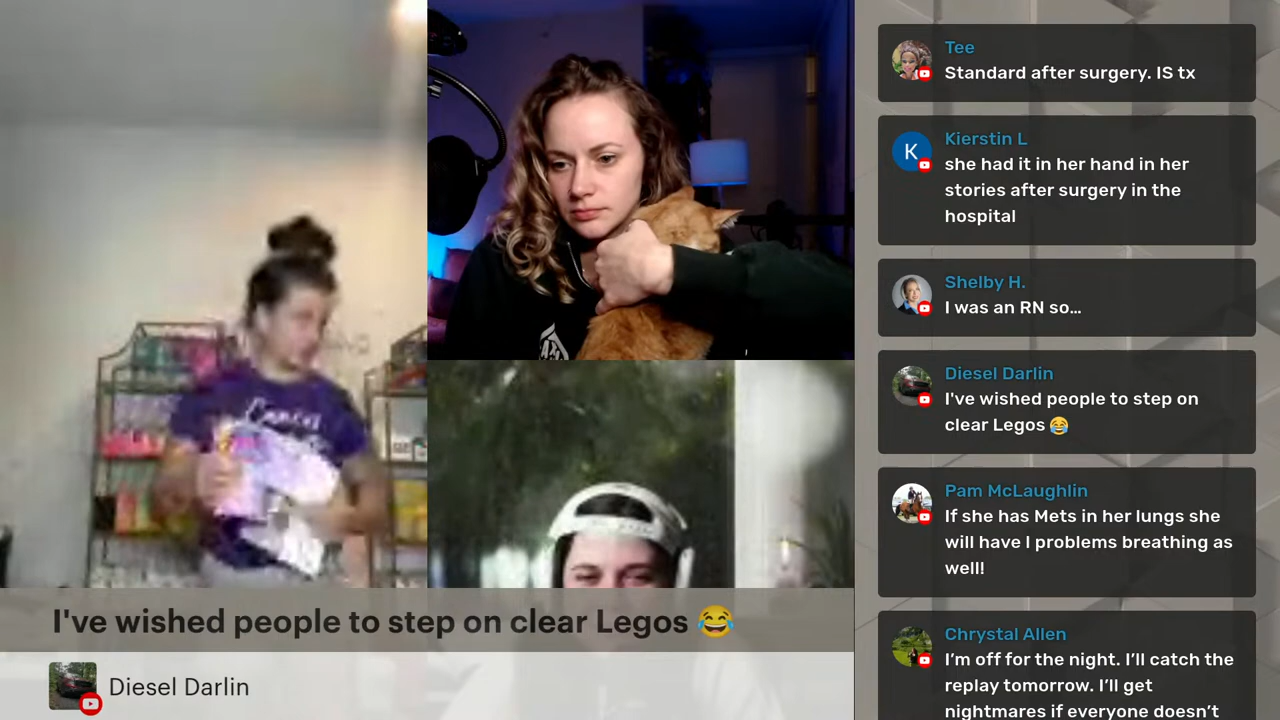 Tee
Standard after surgery. IS tx
Kierstin L
K
she had it in her hand in her
stories after surgery in the
hospital
Shelby H.
I was an RN so...
Diesel Darlin
I've wished people to step on
clear Legos 😂
Pam McLaughlin
If she has Mets in her lungs she
will have I problems breathing as
well!
Chrystal Allen
I'm off for the night. I'll catch the
replay tomorrow. I'll get
nightmares if everyone doesn't
I've wished people to step on clear Legos 😂
Diesel Darlin